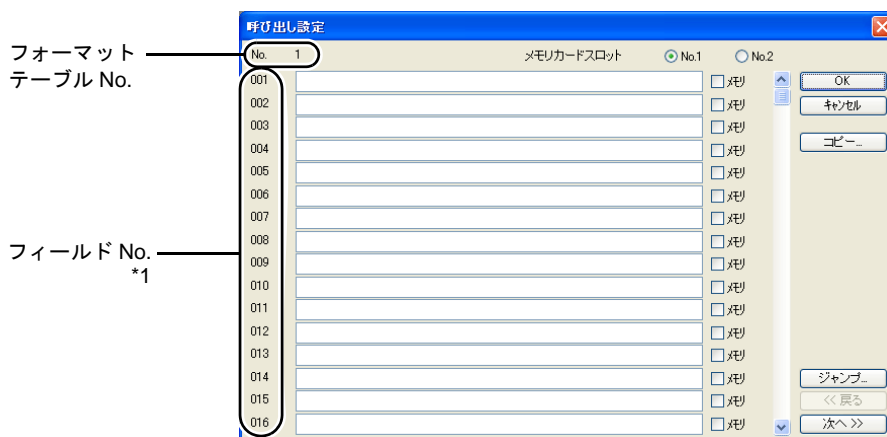 呼び出し設定
フォーマット
テーブル No.
No. 1 メモリカードスロット No.1 No.2
001 メモリ OK
002 メモリ キャンセル
003 メモリ
004 メモリ コピー...
005 メモリ
006 メモリ
007 メモリ
008 メモリ
フィールド No.
*1
009 メモリ
010 メモリ
011 メモリ
012 メモリ
013 メモリ
014 メモリ ジャンプ...
015 メモリ << 戻る
016 メモリ 次へ >>